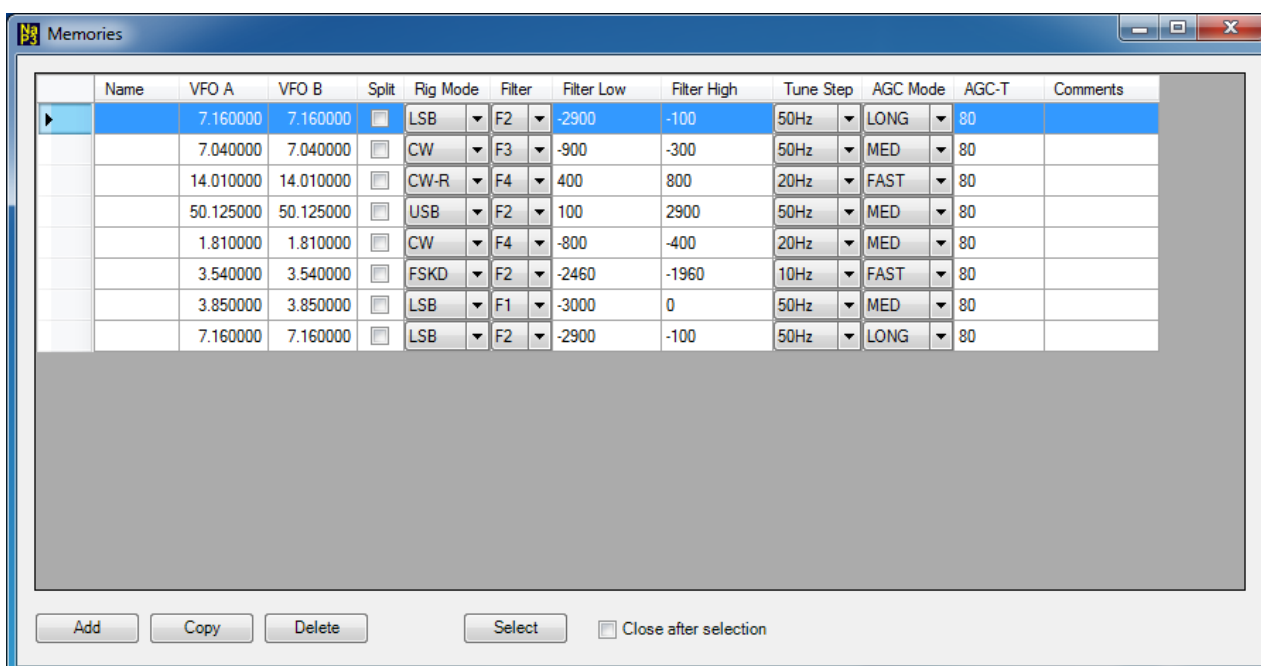 NaP3 Memories
Name VFO A VFO B Split Rig Mode Filter Filter Low Filter High Tune Step AGC Mode AGC-T Comments
7.160000 7.160000 LSB F2 -2900 -100 50Hz LONG 80
7.040000 7.040000 CW F3 -900 -300 50Hz MED 80
14.010000 14.010000 CW-R F4 400 800 20Hz FAST 80
50.125000 50.125000 USB F2 100 2900 50Hz MED 80
1.810000 1.810000 CW F4 -800 -400 20Hz MED 80
3.540000 3.540000 FSKD F2 -2460 -1960 10Hz FAST 80
3.850000 3.850000 LSB F1 -3000 0 50Hz MED 80
7.160000 7.160000 LSB F2 -2900 -100 50Hz LONG 80
Add Copy Delete Select Close after selection